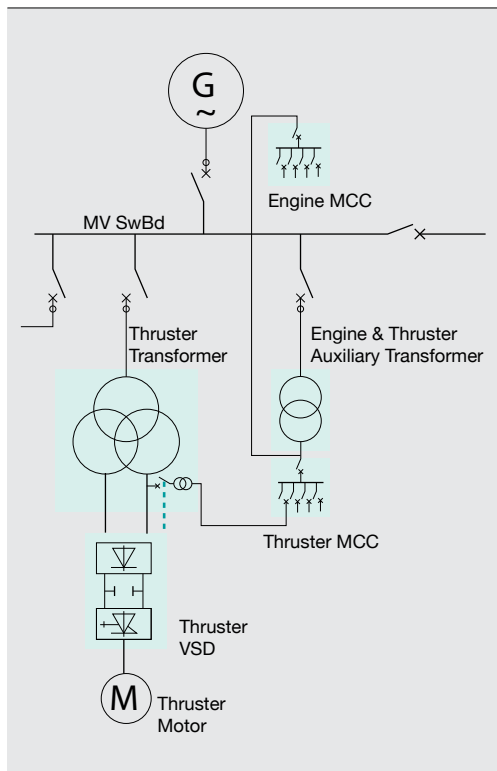 G
~
Engine MCC
MV SwBd
Thruster
Transformer
Engine & Thruster
Auxiliary Transformer
Thruster MCC
Thruster
VSD
M
Thruster
Motor